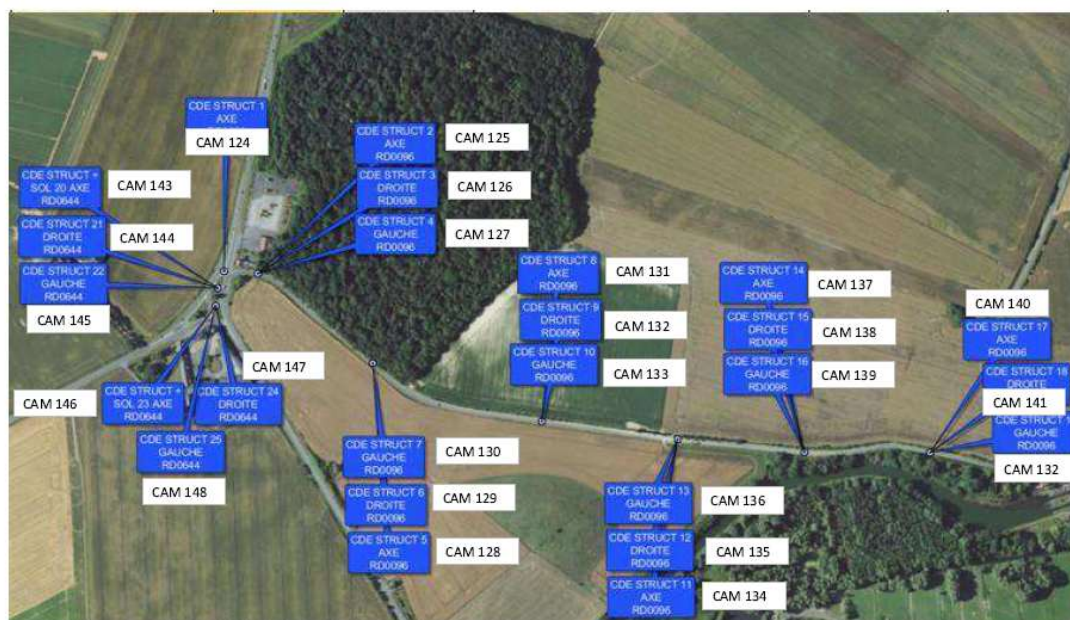 CDE STRUCT 1
AXE
CAM 124
CDE STRUCT 2
AXE
RD0096
CAM 125
CDE STRUCT 3
DROITE
RD0096
CAM 126
CDE STRUCT 4
GAUCHE
RD0096
CAM 127
CDE STRUCT +
SOL 20 AXE
RD0644
CAM 143
CDE STRUCT 21
DROITE
RD0644
CAM 144
CDE STRUCT 22
GAUCHE
RD0644
CAM 145
CDE STRUCT 8
AXE
RD0096
CAM 131
CDE STRUCT 9
DROITE
RD0096
CAM 132
CDE STRUCT 10
GAUCHE
RD0096
CAM 133
CDE STRUCT 14
AXE
RD0096
CAM 137
CDE STRUCT 15
DROITE
RD0096
CAM 138
CDE STRUCT 16
GAUCHE
RD0096
CAM 139
CAM 140
CDE STRUCT 17
AXE
RD0096
CDE STRUCT 18
DROITE
CAM 141
CDE STRUCT 1
GAUCHE
RD0096
CAM 132
CAM 147
CAM 146
CDE STRUCT +
SOL 23 AXE
RD0644
CDE STRUCT 24
DROITE
RD0644
CDE STRUCT 25
GAUCHE
RD0644
CAM 148
CDE STRUCT 7
GAUCHE
RD0096
CAM 130
CDE STRUCT 6
DROITE
RD0096
CAM 129
CDE STRUCT 5
AXE
RD0096
CAM 128
CDE STRUCT 13
GAUCHE
RD0096
CAM 136
CDE STRUCT 12
DROITE
RD0096
CAM 135
CDE STRUCT 11
AXE
RD0096
CAM 134